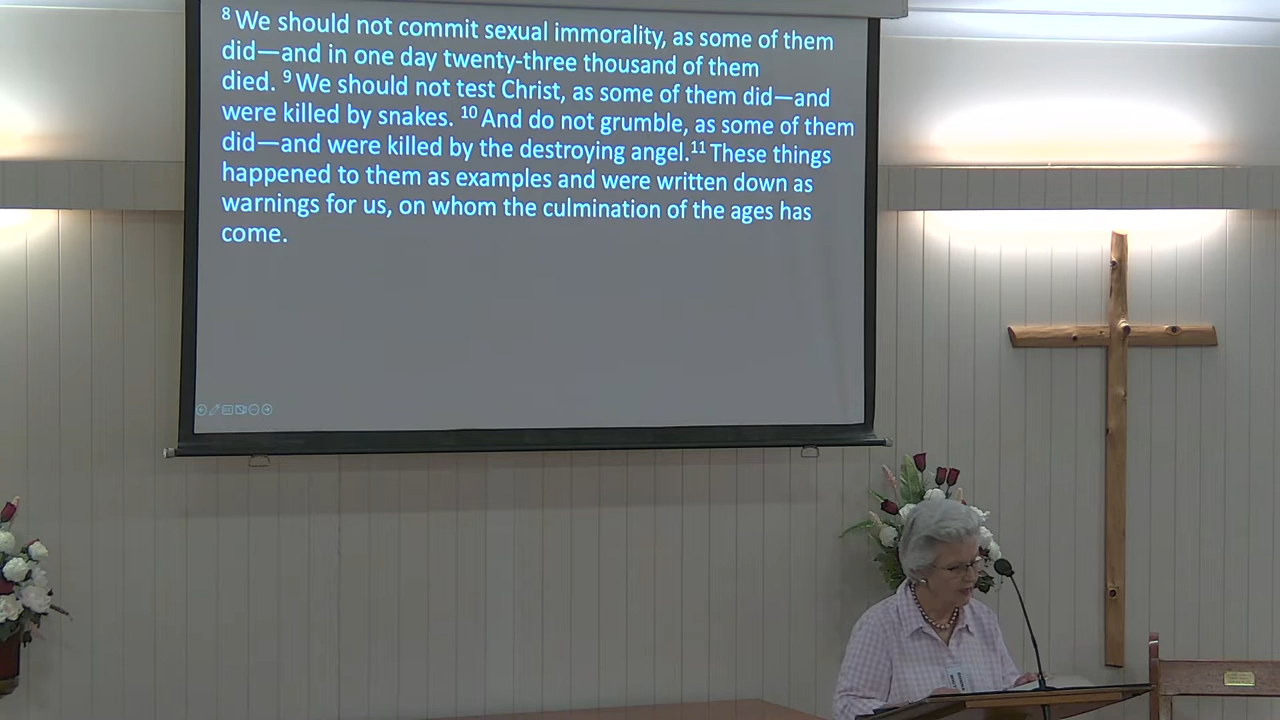 ⁸ We should not commit sexual immorality, as some of them
did—and in one day twenty-three thousand of them
died. ⁹ We should not test Christ, as some of them did—and
were killed by snakes. ¹⁰ And do not grumble, as some of them
did—and were killed by the destroying angel.¹¹ These things
happened to them as examples and were written down as
warnings for us, on whom the culmination of the ages has
come.